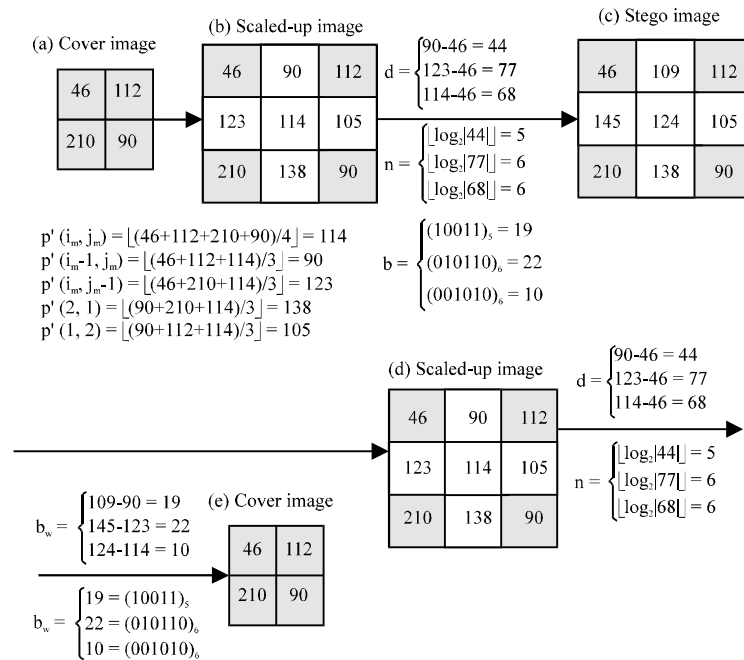 (a) Cover image
46 112
210 90
(b) Scaled-up image
46 90 112
123 114 105
210 138 90
d = {90-46 = 44
123-46 = 77
114-46 = 68
n = {⌊log₂|44|⌋ = 5
⌊log₂|77|⌋ = 6
⌊log₂|68|⌋ = 6
b = {(10011)₅ = 19
(010110)₆ = 22
(001010)₆ = 10
(c) Stego image
46 109 112
145 124 105
210 138 90
p' (iₘ, jₘ) = ⌊(46+112+210+90)/4⌋ = 114
p' (iₘ-1, jₘ) = ⌊(46+112+114)/3⌋ = 90
p' (iₘ, jₘ-1) = ⌊(46+210+114)/3⌋ = 123
p' (2, 1) = ⌊(90+210+114)/3⌋ = 138
p' (1, 2) = ⌊(90+112+114)/3⌋ = 105
(d) Scaled-up image
46 90 112
123 114 105
210 138 90
d = {90-46 = 44
123-46 = 77
114-46 = 68
n = {⌊log₂|44|⌋ = 5
⌊log₂|77|⌋ = 6
⌊log₂|68|⌋ = 6
b_w = {109-90 = 19
145-123 = 22
124-114 = 10
b_w = {19 = (10011)₅
22 = (010110)₆
10 = (001010)₆
(e) Cover image
46 112
210 90